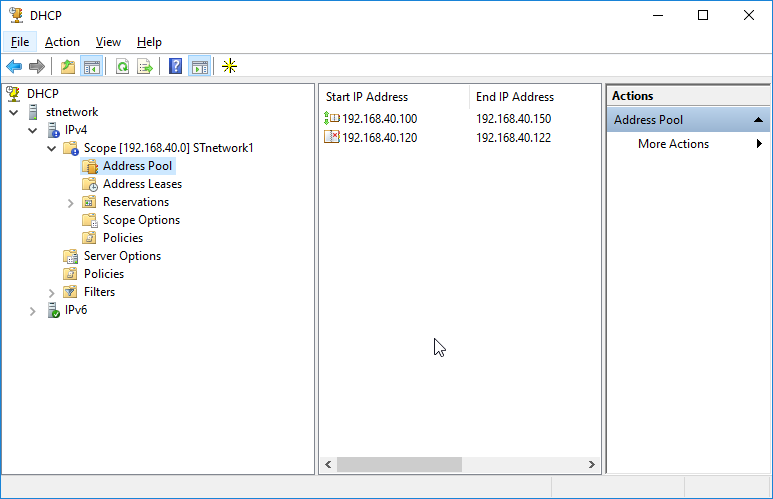 DHCP
File Action View Help
DHCP
stnetwork
IPv4
Scope [192.168.40.0] STnetwork1
Address Pool
Address Leases
Reservations
Scope Options
Policies
Server Options
Policies
Filters
IPv6
Start IP Address End IP Address
192.168.40.100 192.168.40.150
192.168.40.120 192.168.40.122
Actions
Address Pool
More Actions